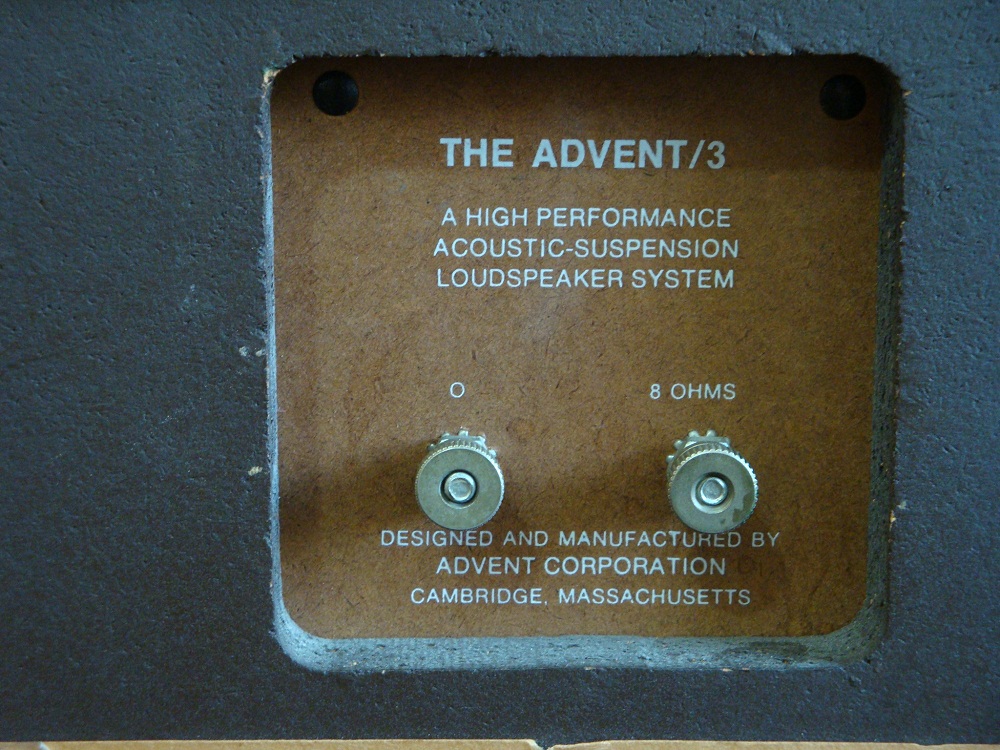 THE ADVENT/3
A HIGH PERFORMANCE
ACOUSTIC-SUSPENSION
LOUDSPEAKER SYSTEM
O 8 OHMS
DESIGNED AND MANUFACTURED BY
ADVENT CORPORATION
CAMBRIDGE, MASSACHUSETTS